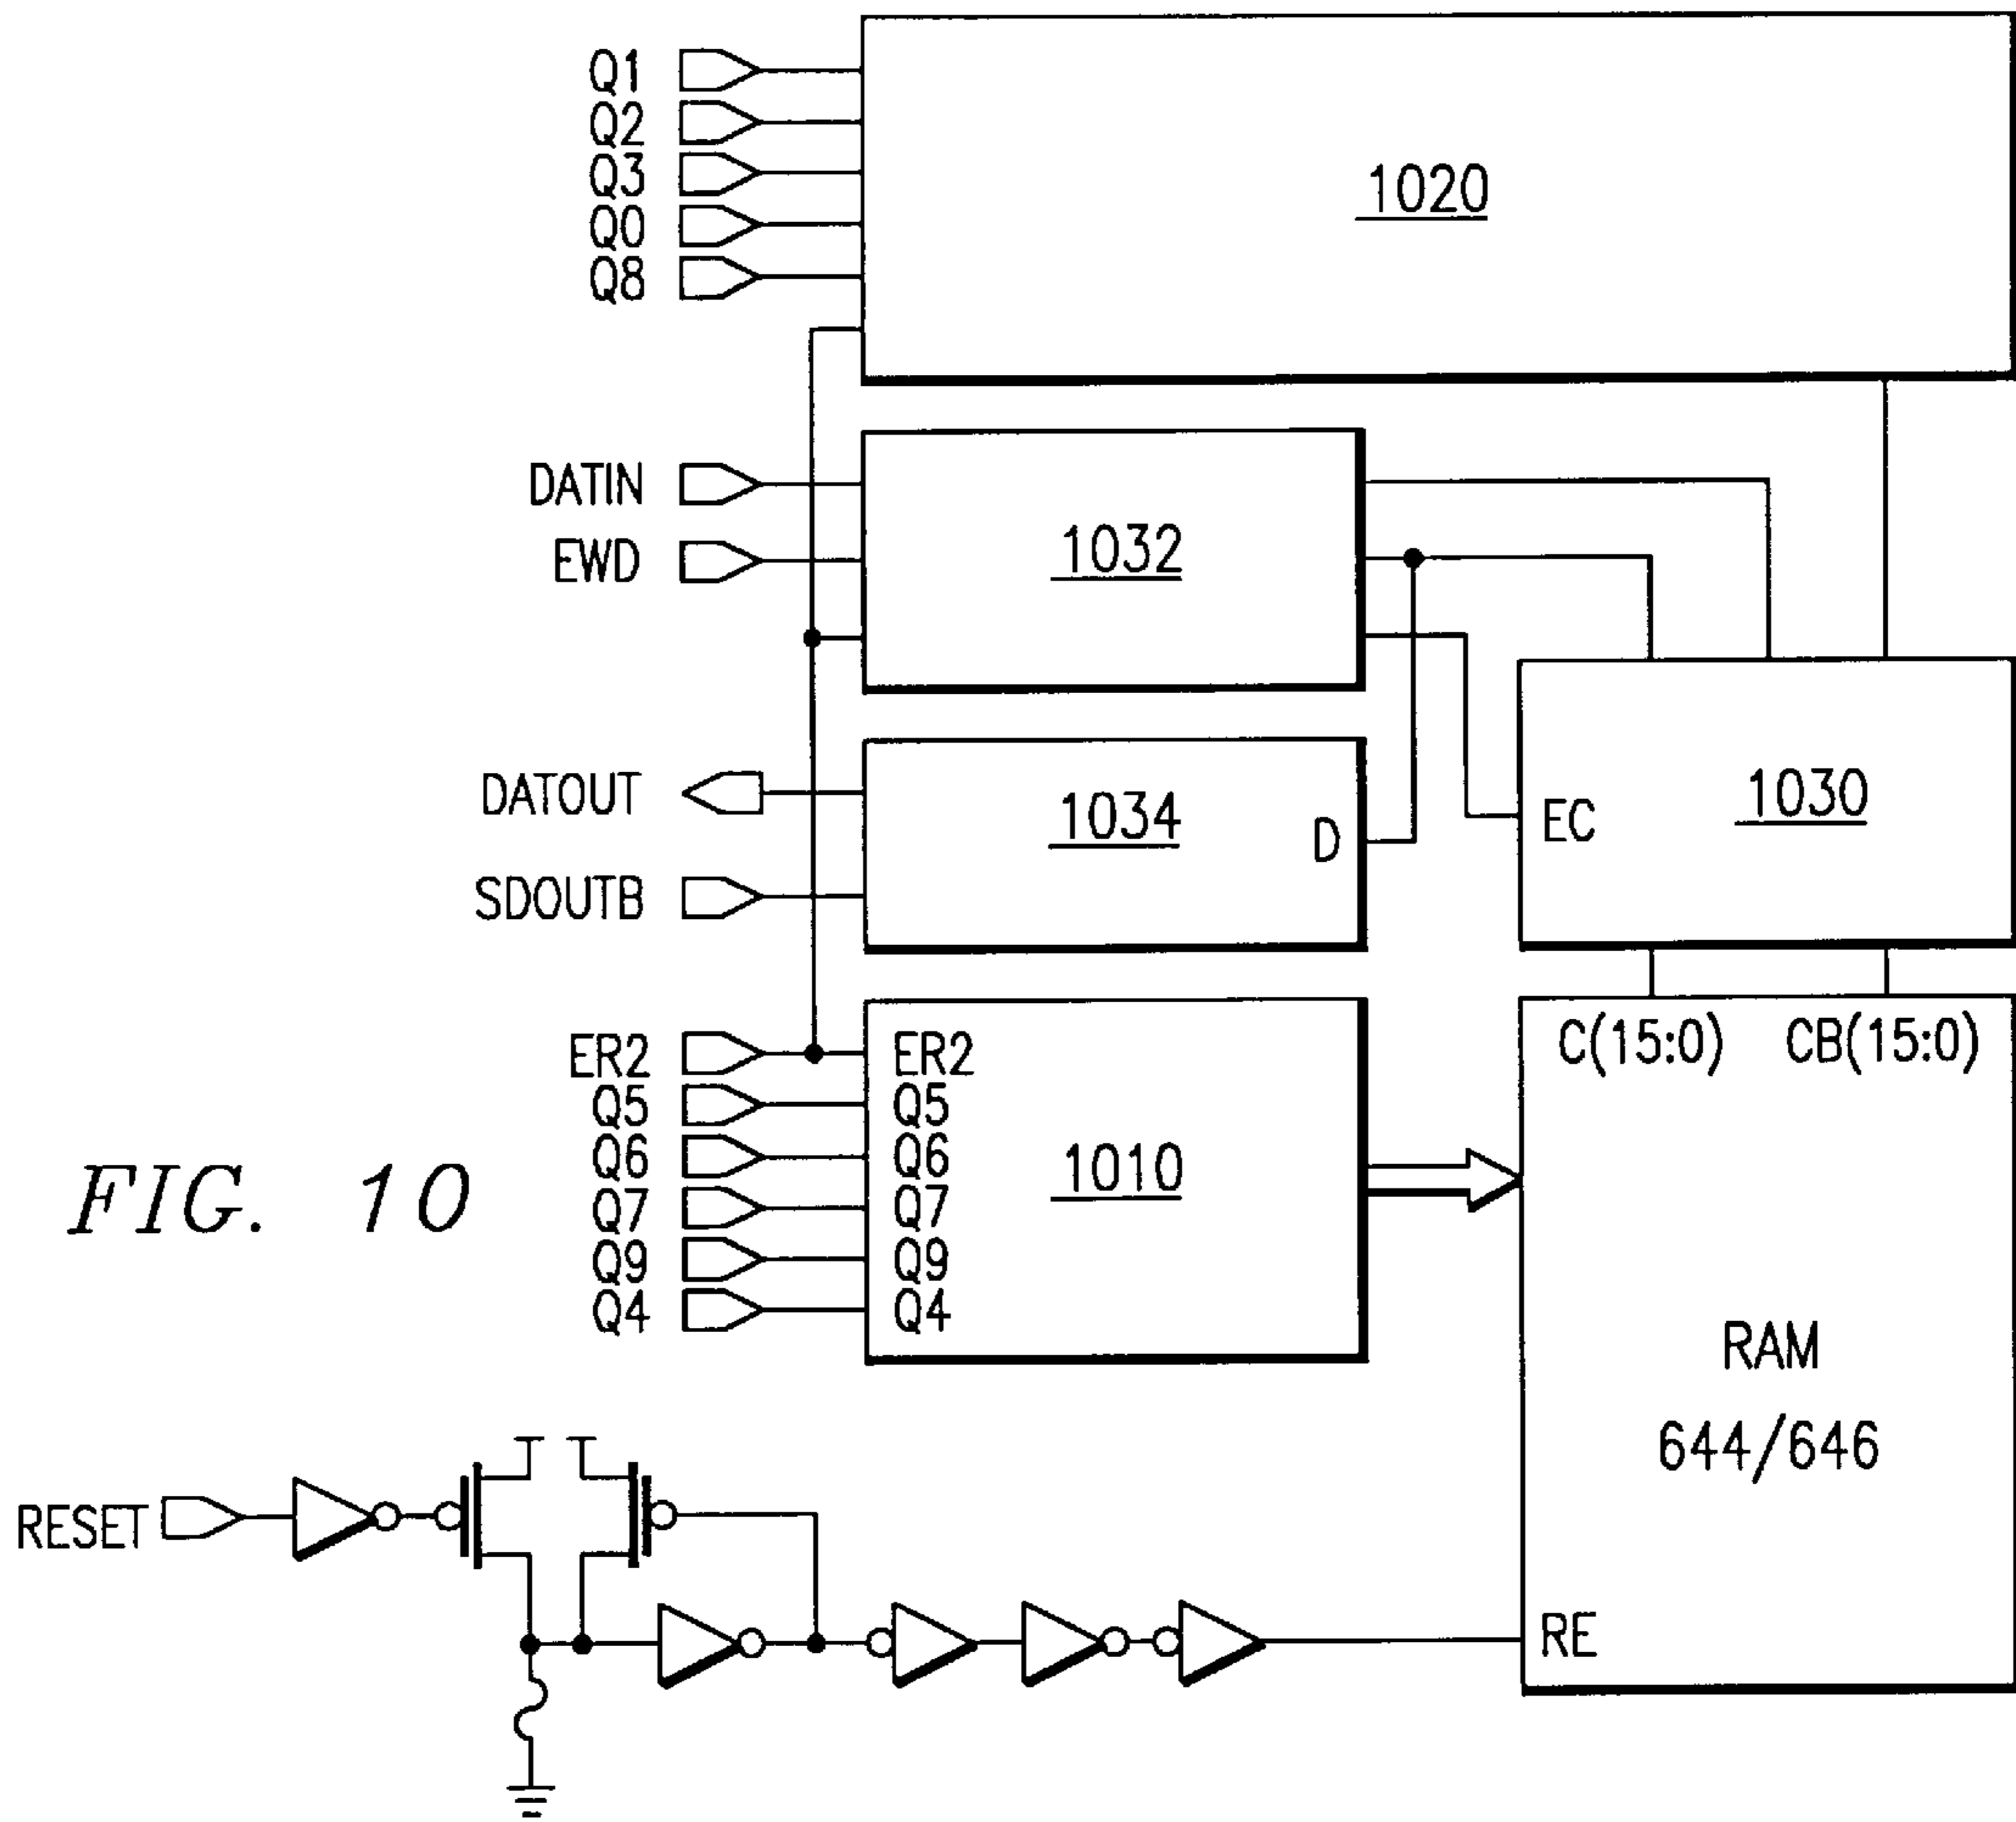 Q1
Q2
Q3
Q0
Q8
1020
DATIN
EWD
1032
DATOUT
SDOUTB
1034
D
EC
1030
ER2
Q5
Q6
Q7
Q9
Q4
ER2
Q5
Q6
Q7
Q9
Q4
1010
C(15:0) CB(15:0)
RAM
644/646
RE
FIG. 10
RESET